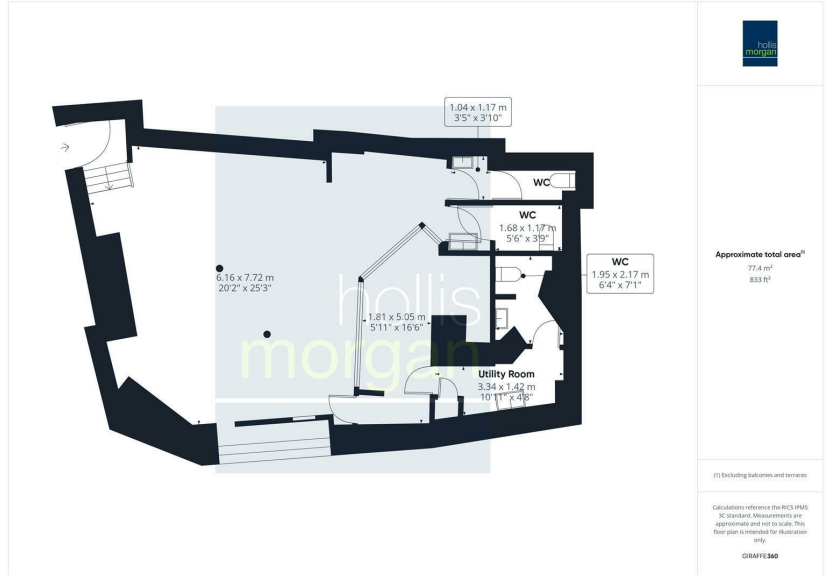 hollis
morgan
1.04 x 1.17 m
3'5" x 3'10"
WC
WC
1.68 x 1.17 m
5'6" x 3'9"
WC
1.95 x 2.17 m
6'4" x 7'1"
6.16 x 7.72 m
20'2" x 25'3"
1.81 x 5.05 m
5'11" x 16'6"
hollis
morgan
Utility Room
3.34 x 1.42 m
10'11" x 4'8"
Approximate total area⁽¹⁾
77.4 m²
833 ft²
(1) Excluding balconies and terraces
Calculations reference the RICS IPMS
3C standard. Measurements are
approximate and not to scale. This
floor plan is intended for illustration
only.
GIRAFFE360